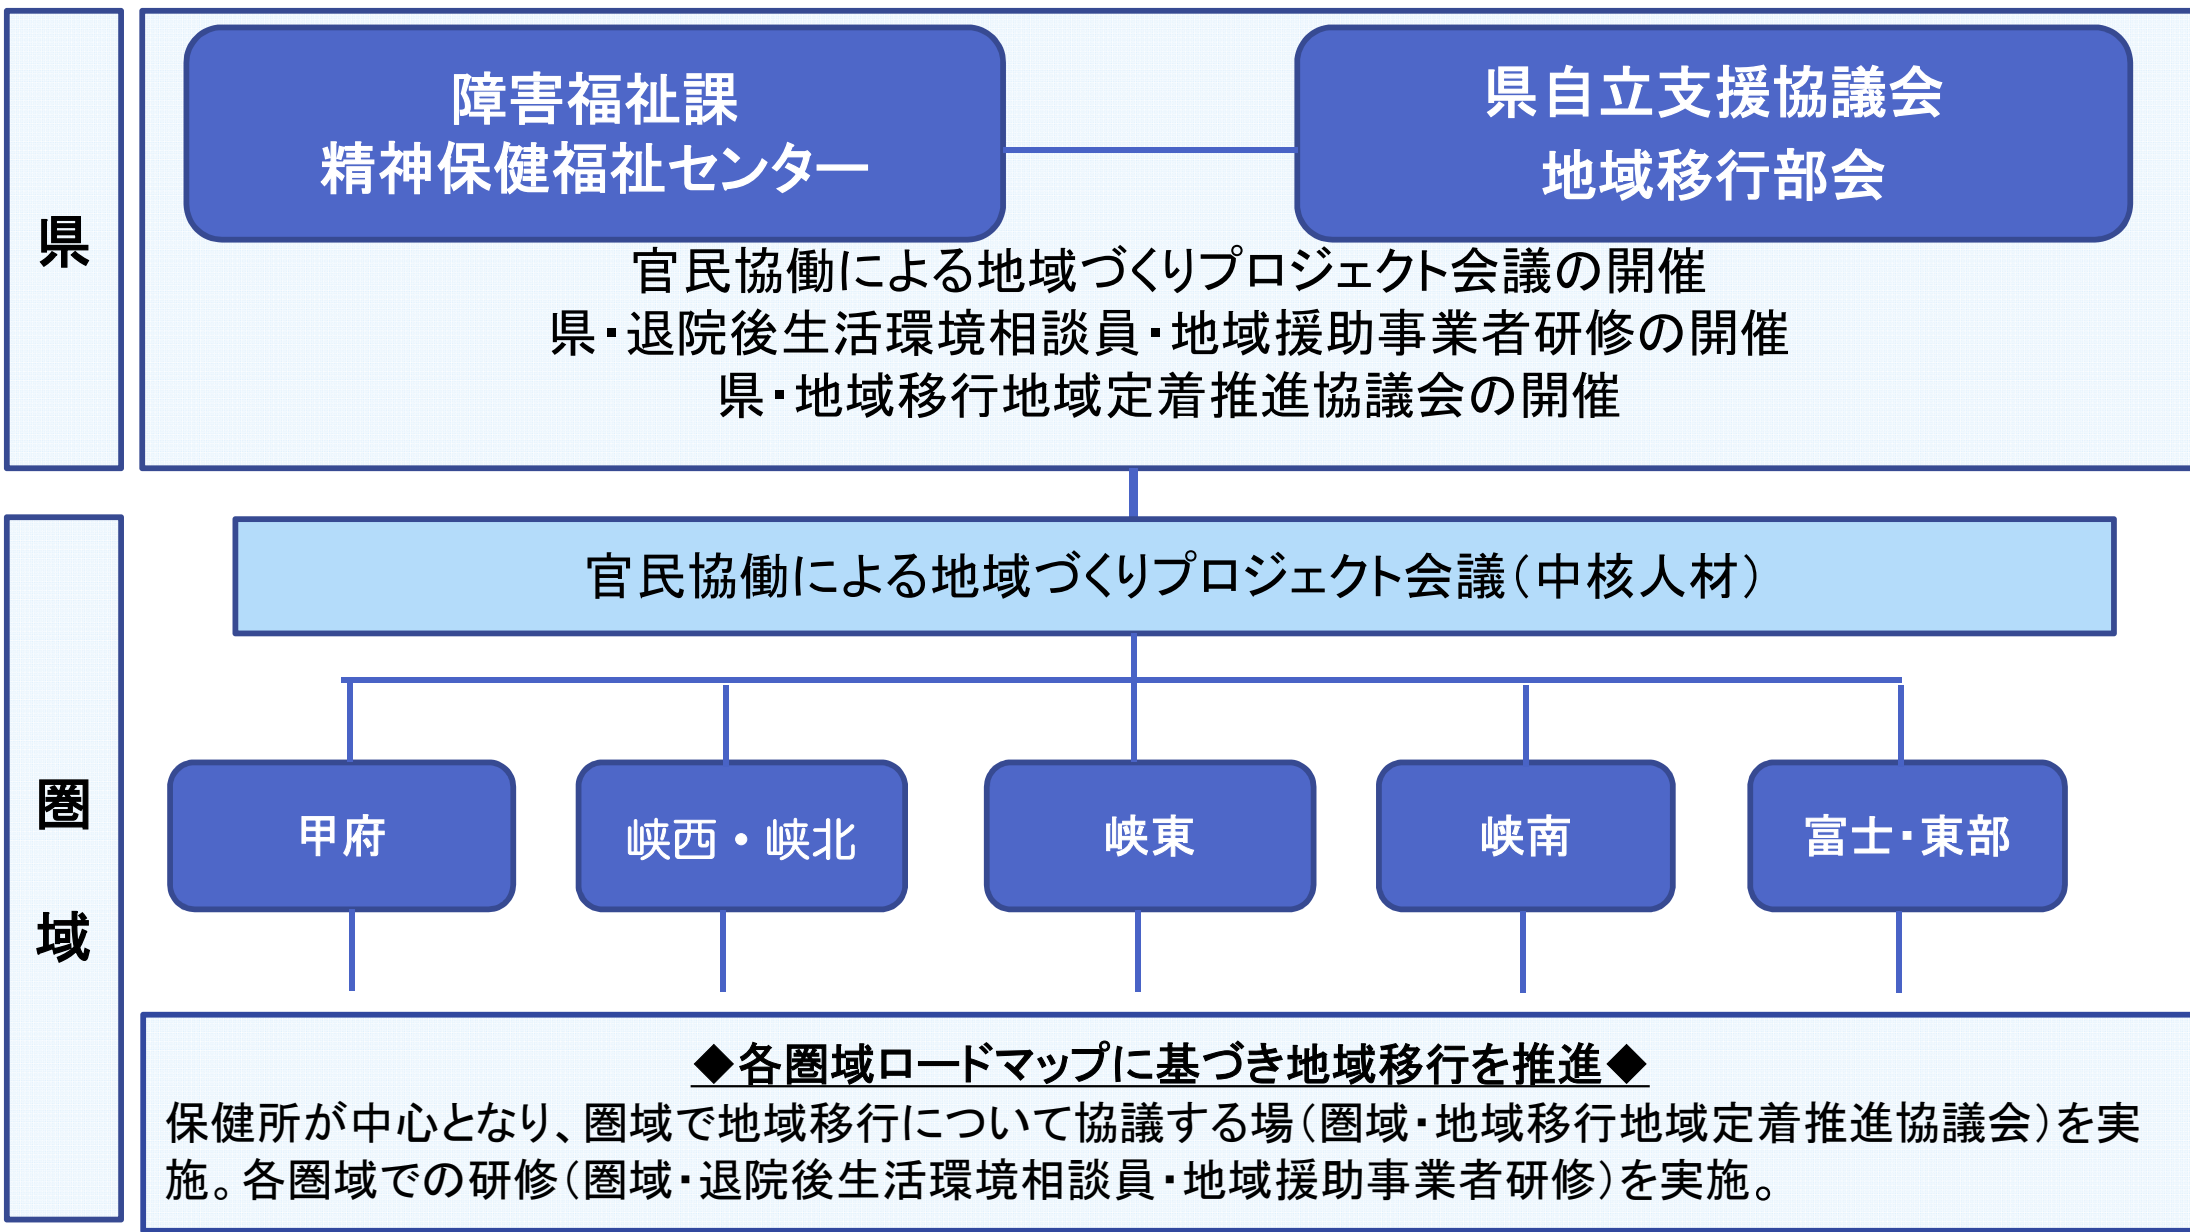 県
障害福祉課
精神保健福祉センター
県自立支援協議会
地域移行部会
官民協働による地域づくりプロジェクト会議の開催
県・退院後生活環境相談員・地域援助事業者研修の開催
県・地域移行地域定着推進協議会の開催
圏
域
官民協働による地域づくりプロジェクト会議（中核人材）
甲府
峡西・峡北
峡東
峡南
富士・東部
◆各圏域ロードマップに基づき地域移行を推進◆
保健所が中心となり、圏域で地域移行について協議する場（圏域・地域移行地域定着推進協議会）を実
施。各圏域での研修（圏域・退院後生活環境相談員・地域援助事業者研修）を実施。